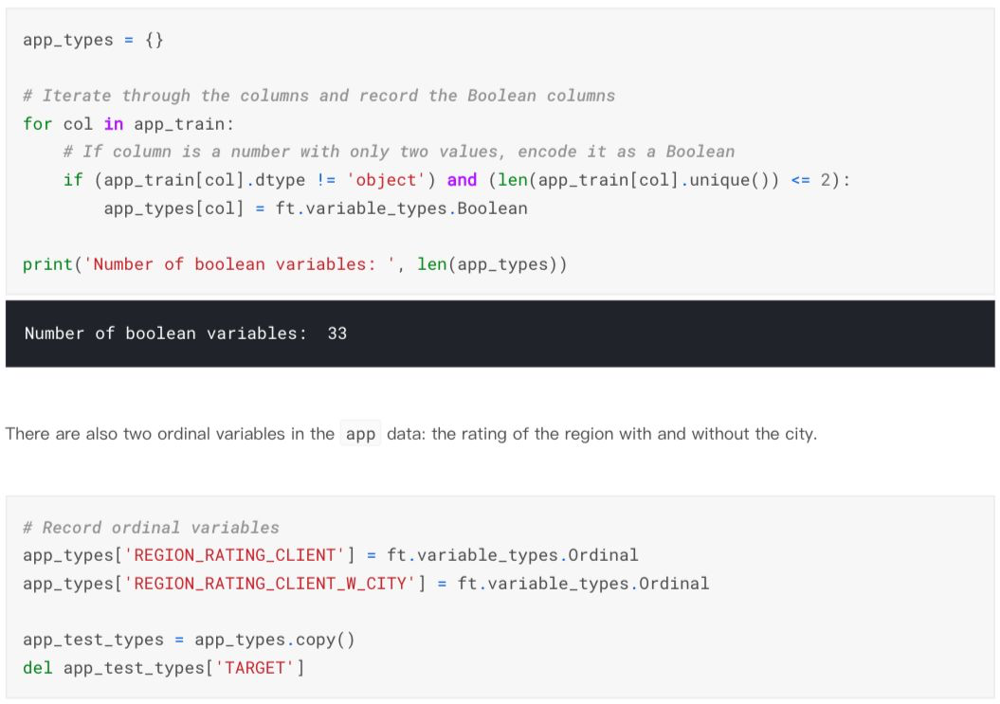 app_types = {}
# Iterate through the columns and record the Boolean columns
for col in app_train:
    # If column is a number with only two values, encode it as a Boolean
    if (app_train[col].dtype != 'object') and (len(app_train[col].unique()) <= 2):
        app_types[col] = ft.variable_types.Boolean
print('Number of boolean variables: ', len(app_types))
Number of boolean variables:  33
There are also two ordinal variables in the app data: the rating of the region with and without the city.
# Record ordinal variables
app_types['REGION_RATING_CLIENT'] = ft.variable_types.Ordinal
app_types['REGION_RATING_CLIENT_W_CITY'] = ft.variable_types.Ordinal
app_test_types = app_types.copy()
del app_test_types['TARGET']